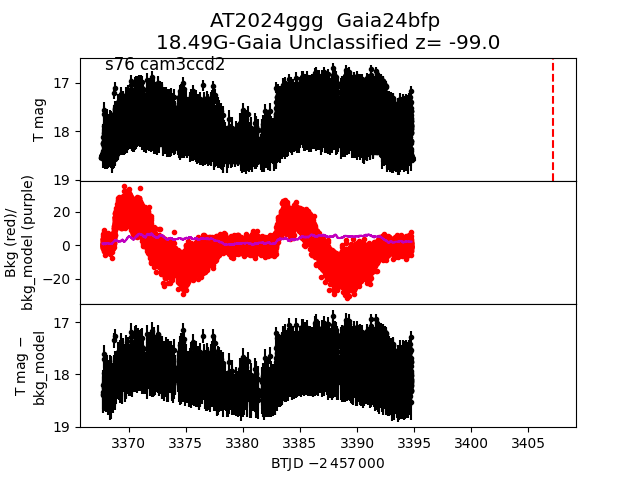 AT2024ggg  Gaia24bfp
18.49G-Gaia Unclassified z= -99.0
s76 cam3ccd2
T mag
17
18
19
Bkg (red)/
bkg_model (purple)
20
0
−20
T mag −
bkg_model
17
18
19
3370 3375 3380 3385 3390 3395 3400 3405
BTJD −2 457 000